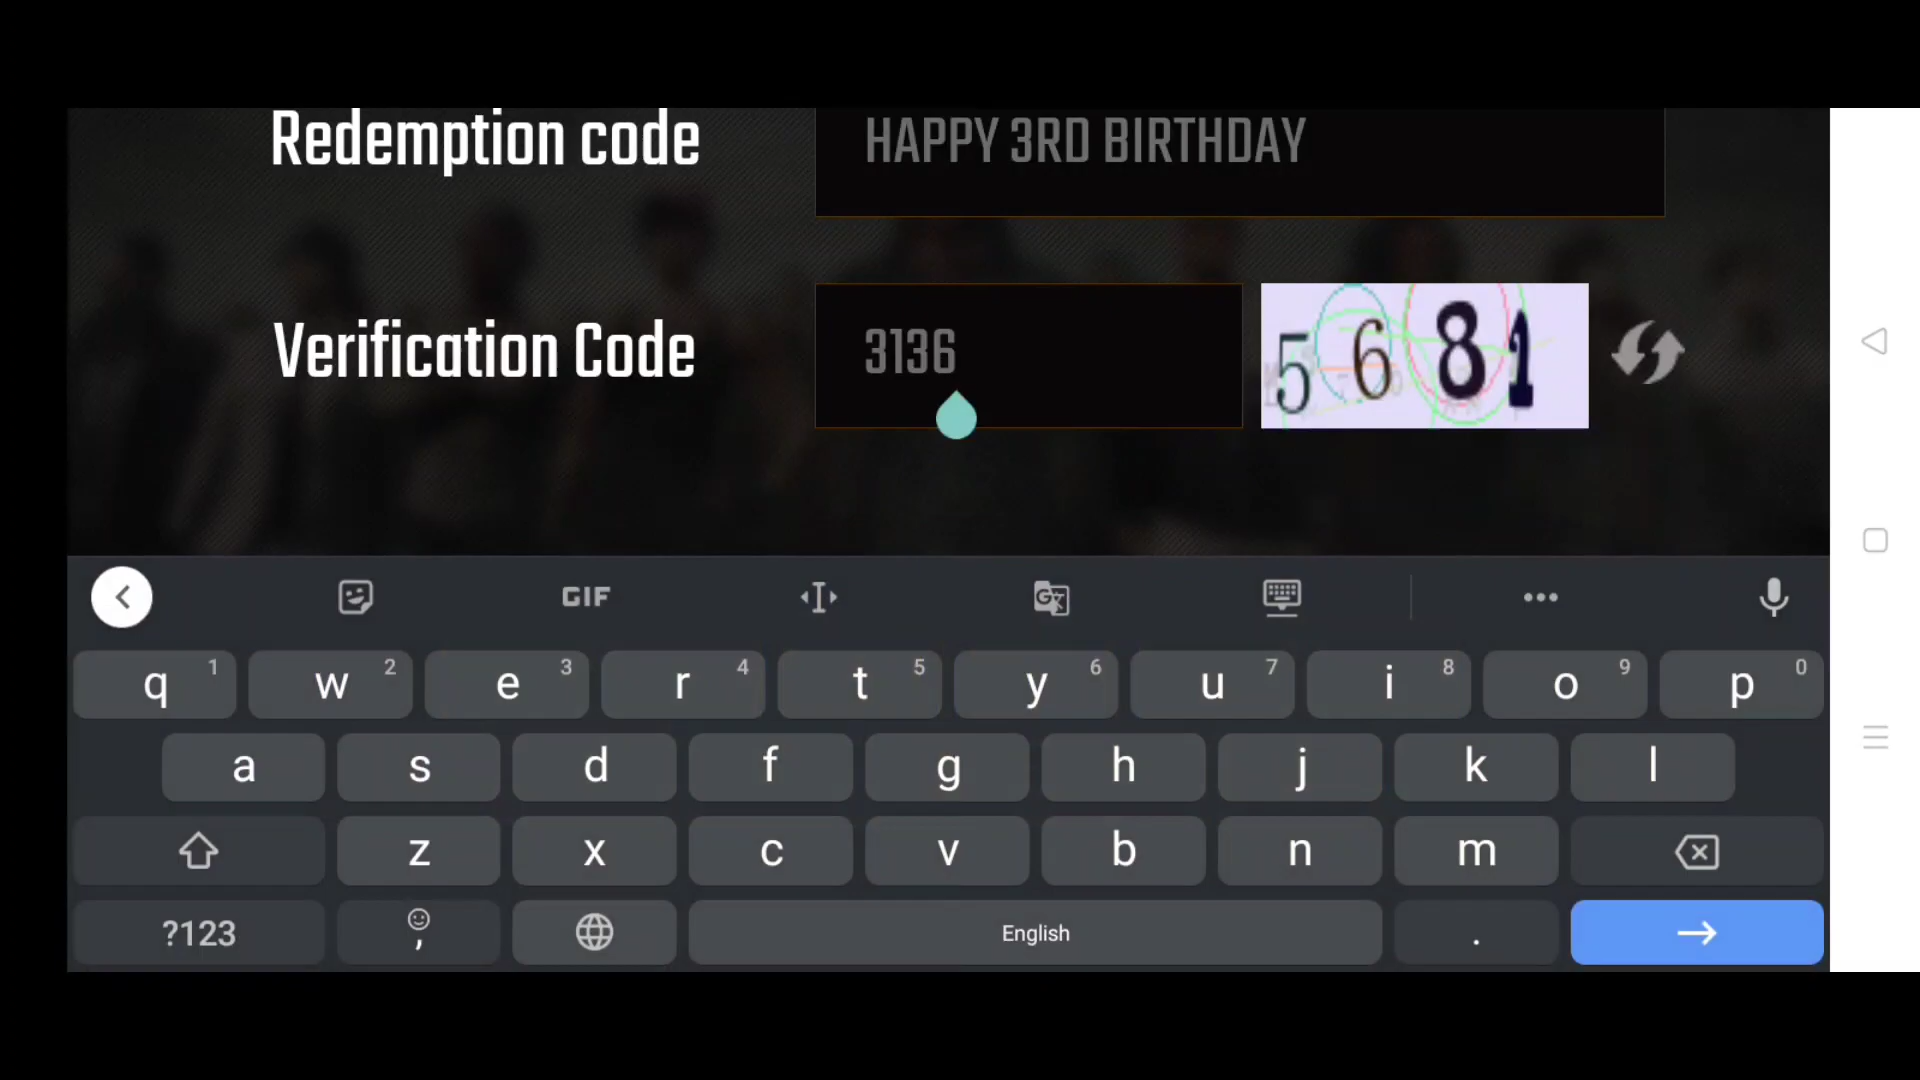 Redemption code
HAPPY 3RD BIRTHDAY
Verification Code
3136
5681
GIF
q 1 w 2 e 3 r 4 t 5 y 6 u 7 i 8 o 9 p 0
a s d f g h j k l
z x c v b n m
?123 , English .